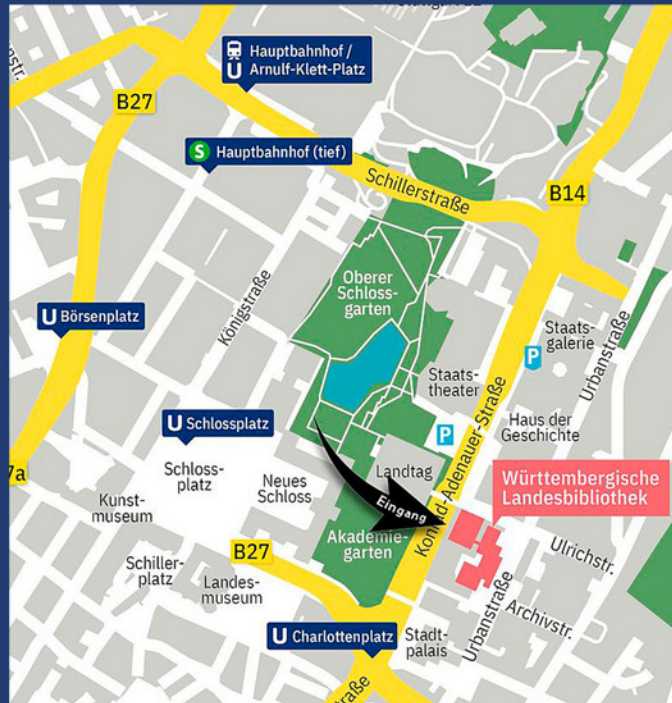 Hauptbahnhof /
U Arnulf-Klett-Platz
B27
S Hauptbahnhof (tief)
Schillerstraße
B14
Oberer
Schloss-
garten
Königstraße
U Börsenplatz
Staats-
galerie
P
Urbanstraße
Staats-
theater
Konrad-Adenauer-Straße
Haus der
Geschichte
P
U Schlossplatz
Schloss-
platz
Neues
Schloss
Landtag
Württembergische
Landesbibliothek
7a
Kunst-
museum
Eingang
Akademie-
garten
Schiller-
platz
B27
Landes-
museum
Ulrichstr.
Urbanstraße
Archivstr.
U Charlottenplatz
Stadt-
palais
raße